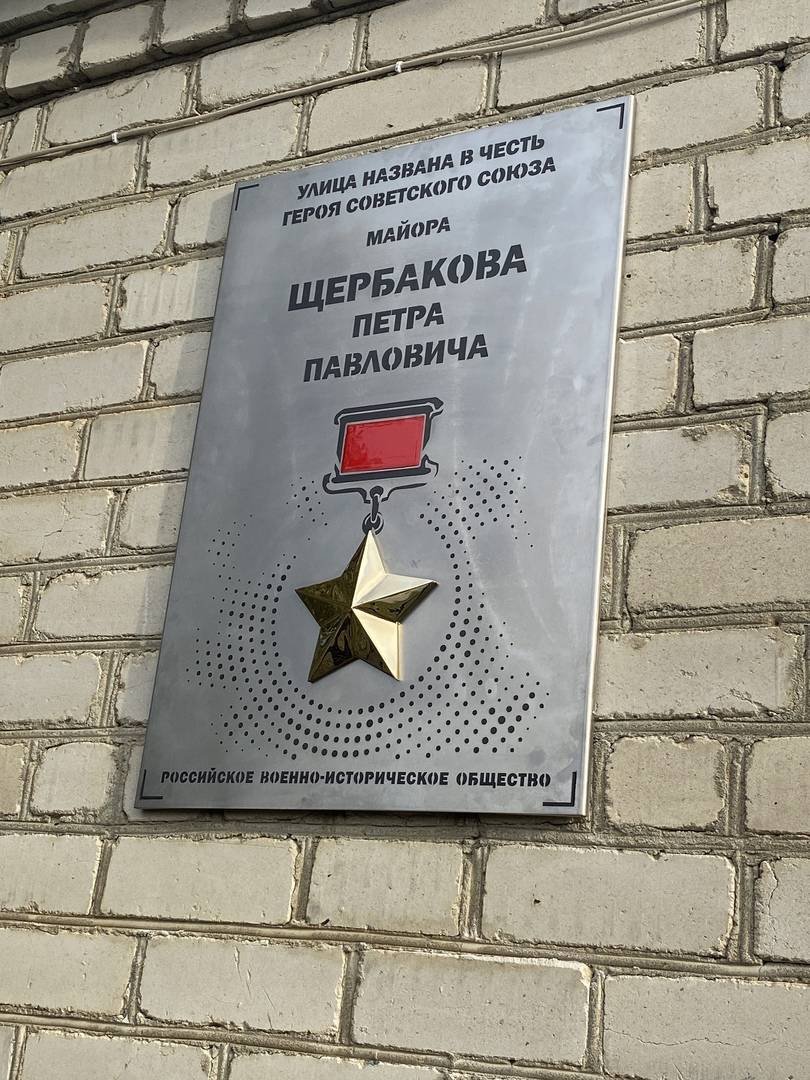 УЛИЦА НАЗВАНА В ЧЕСТЬ
ГЕРОЯ СОВЕТСКОГО СОЮЗА
МАЙОРА
ЩЕРБАКОВА
ПЕТРА
ПАВЛОВИЧА
РОССИЙСКОЕ ВОЕННО-ИСТОРИЧЕСКОЕ ОБЩЕСТВО